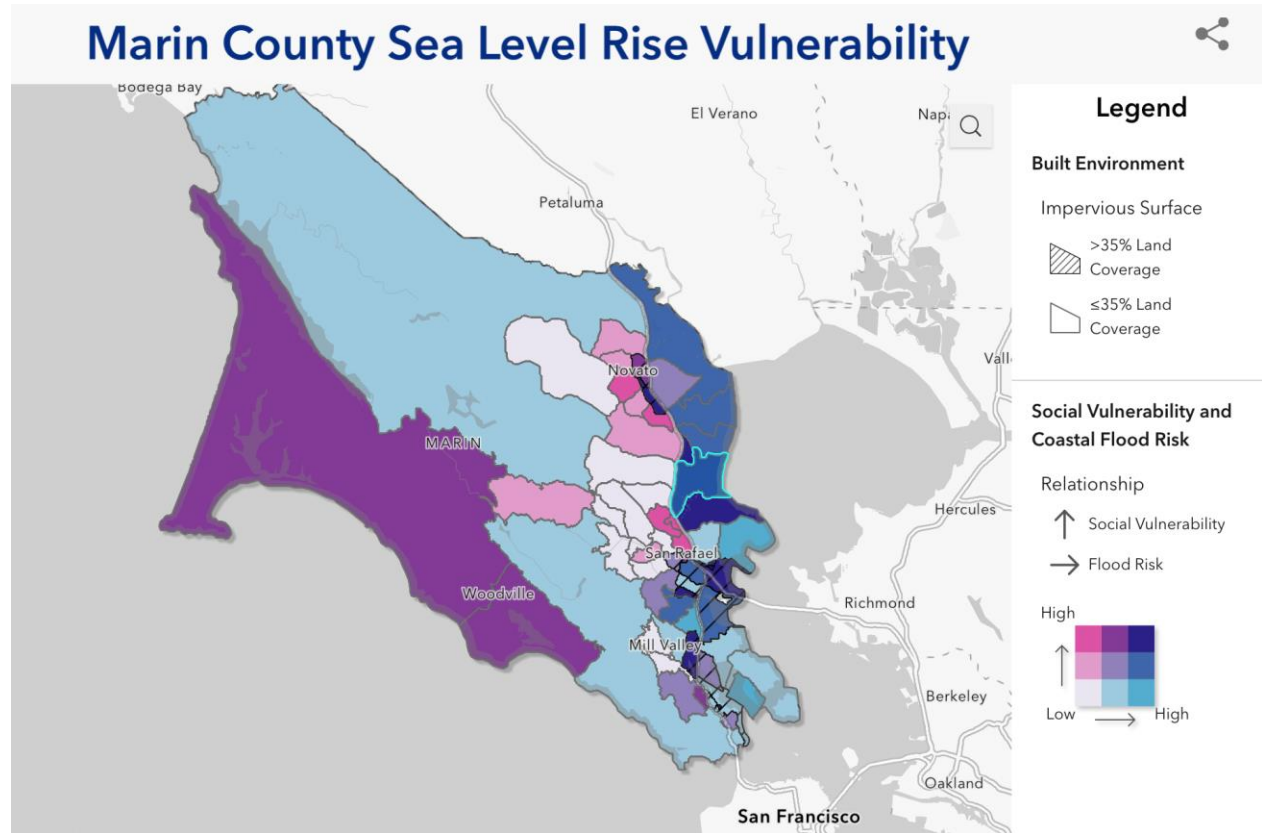 Marin County Sea Level Rise Vulnerability
Bodega Bay
El Verano
Napa
Petaluma
Novato
MARIN
Hercules
San Rafael
Woodville
Richmond
Mill Valley
Berkeley
Oakland
San Francisco
Legend
Built Environment
Impervious Surface
>35% Land
Coverage
≤35% Land
Coverage
Social Vulnerability and
Coastal Flood Risk
Relationship
Social Vulnerability
Flood Risk
High
Low
High